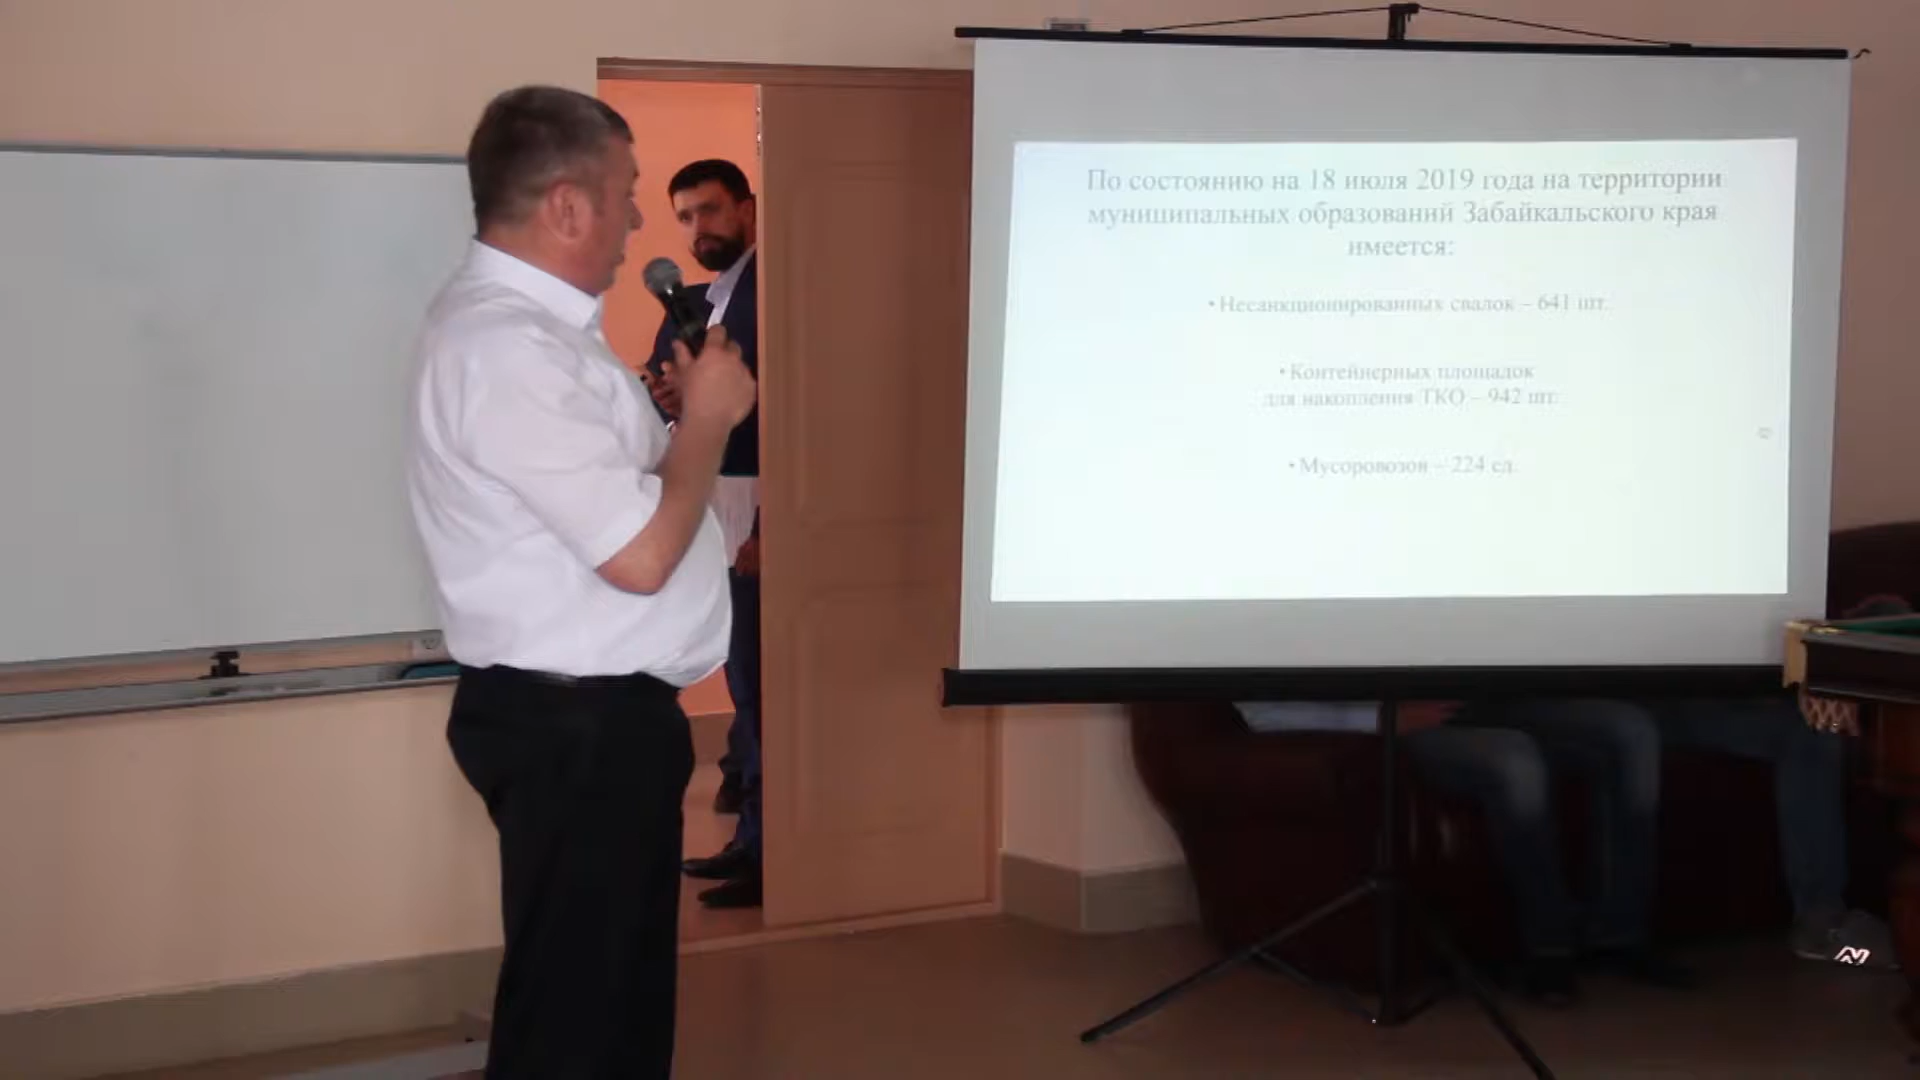 По состоянию на 18 июля 2019 года на территории
муниципальных образований Забайкальского края
имеется:
• Несанкционированных свалок – 641 шт.
• Контейнерных площадок
для накопления ТКО – 942 шт.
• Мусоровозов – 224 ед.